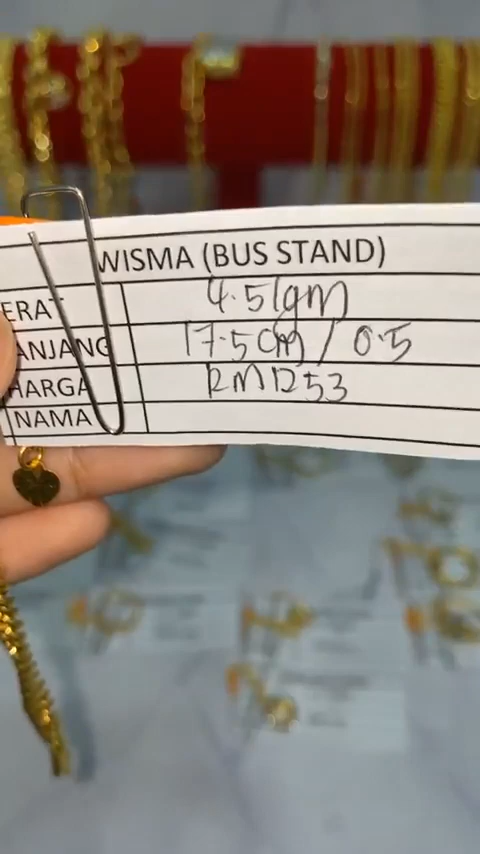 WISMA (BUS STAND)
ERAT 4.51gm
ANJANG 17.5cm / 0.5
HARGA RM1253
NAMA